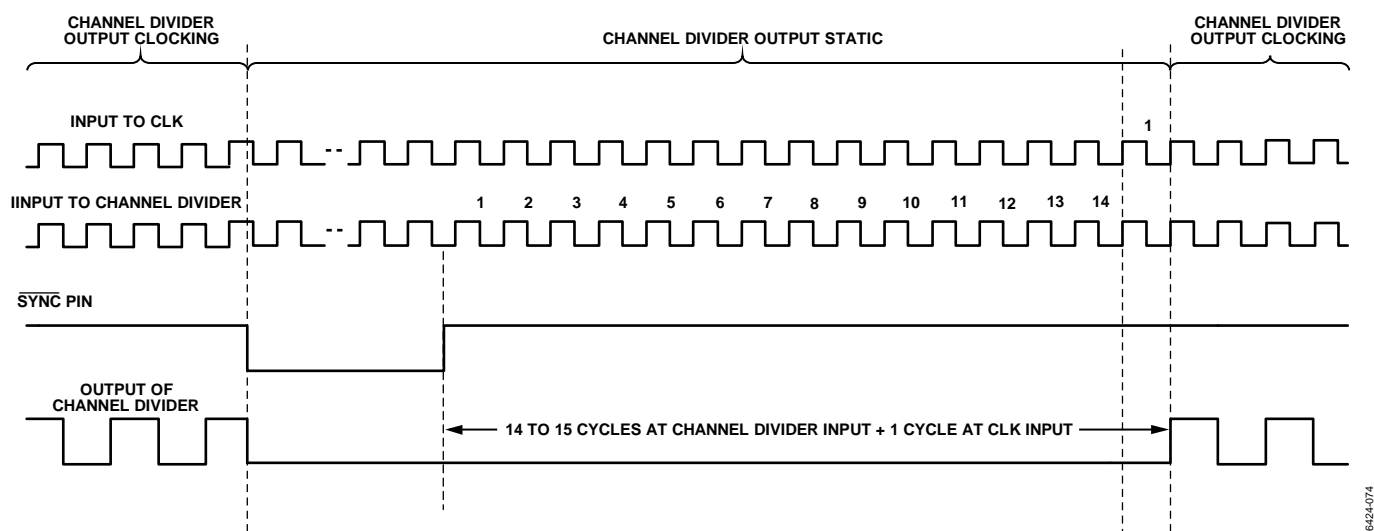 CHANNEL DIVIDER
OUTPUT CLOCKING
CHANNEL DIVIDER OUTPUT STATIC
CHANNEL DIVIDER
OUTPUT CLOCKING
INPUT TO CLK
1
IINPUT TO CHANNEL DIVIDER
1 2 3 4 5 6 7 8 9 10 11 12 13 14
SYNC PIN
OUTPUT OF
CHANNEL DIVIDER
14 TO 15 CYCLES AT CHANNEL DIVIDER INPUT + 1 CYCLE AT CLK INPUT
6424-074